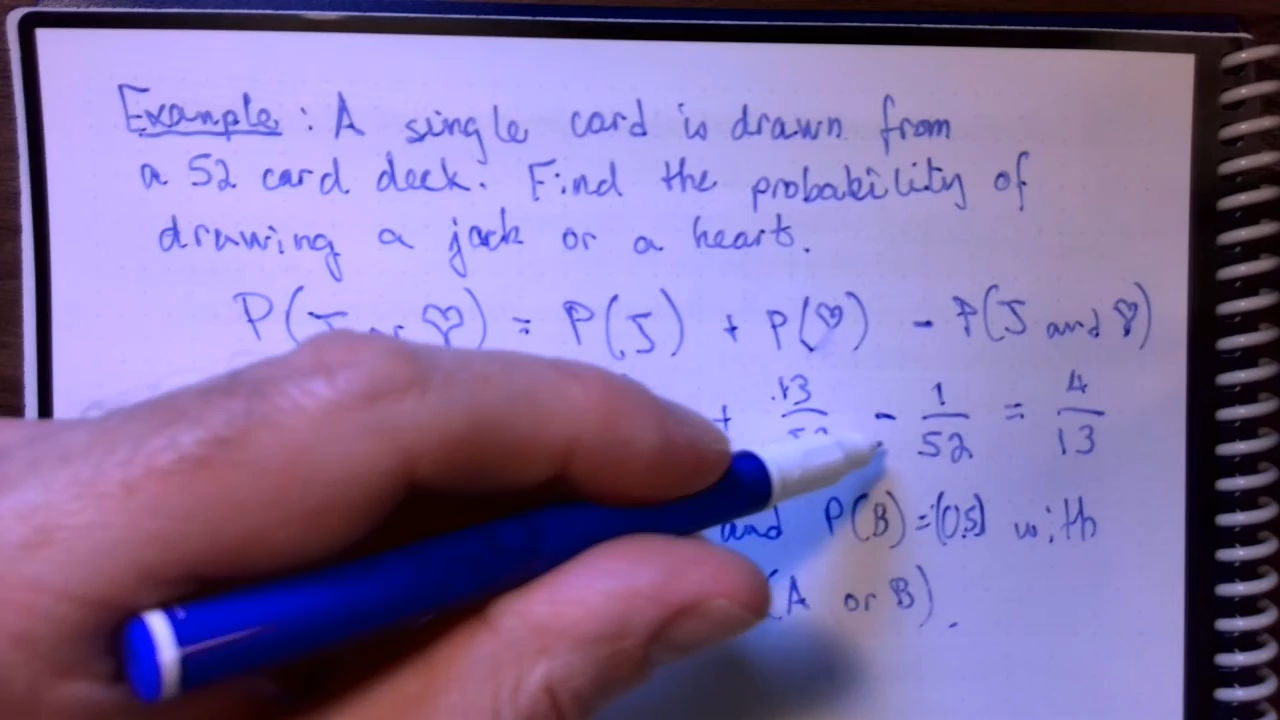 Example: A single card is drawn from
a 52 card deck. Find the probability of
drawing a jack or a heart.
P(J or ♡) = P(J) + P(♡) - P(J and ♡)
+ 13/52 - 1/52 = 4/13
and P(B)=(0.5) with
(A or B).